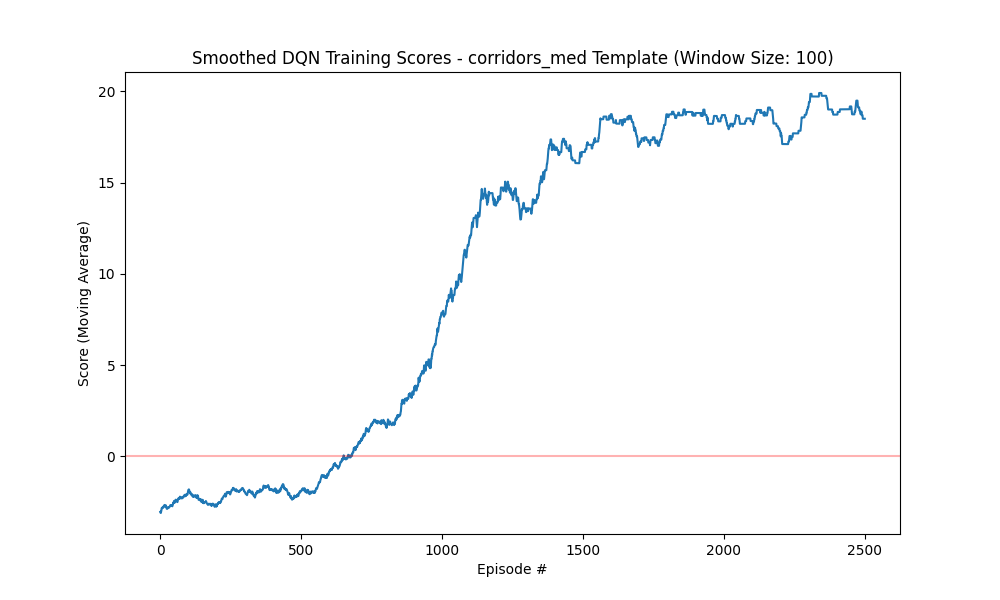 Smoothed DQN Training Scores - corridors_med Template (Window Size: 100)
20
15
10
5
0
Score (Moving Average)
0 500 1000 1500 2000 2500
Episode #